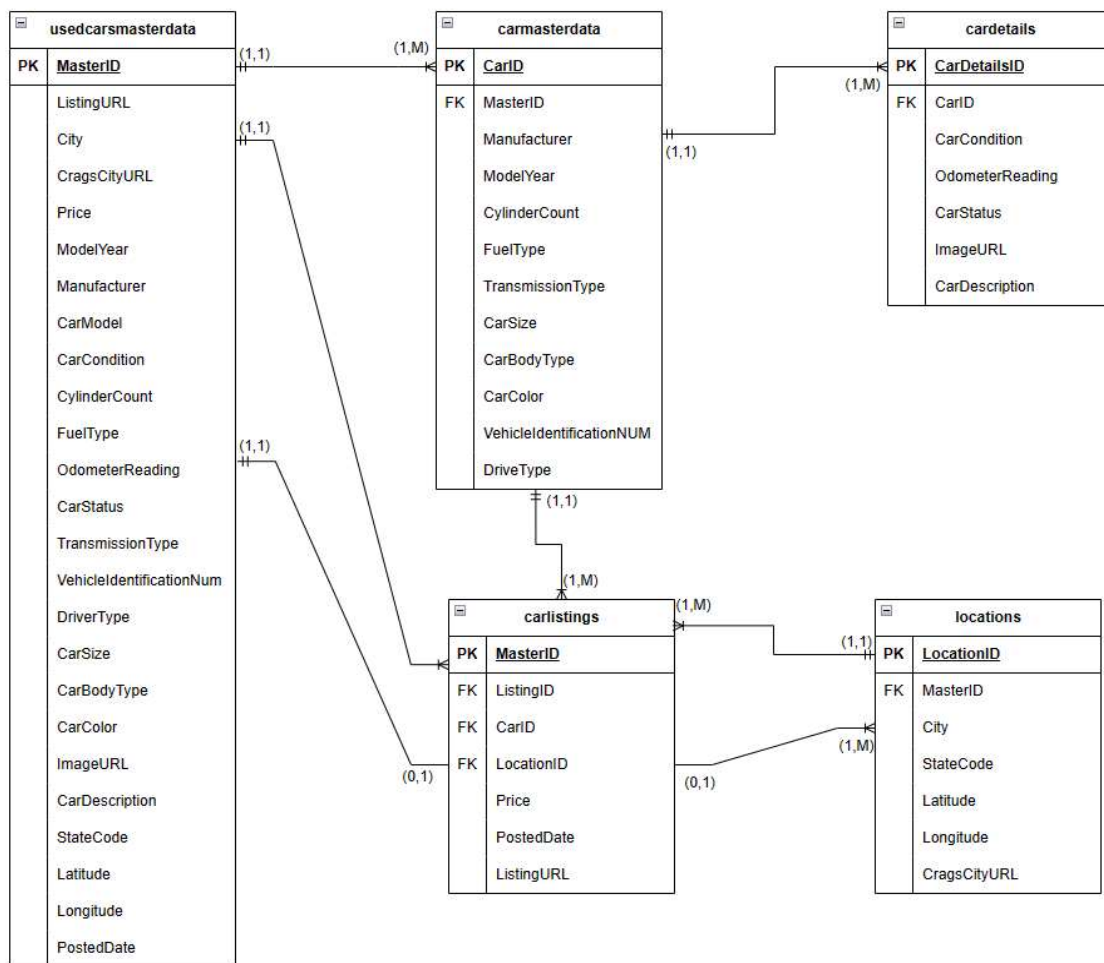 usedcarsmasterdata
PK MasterID
ListingURL
City
CragsCityURL
Price
ModelYear
Manufacturer
CarModel
CarCondition
CylinderCount
FuelType
OdometerReading
CarStatus
TransmissionType
VehicleIdentificationNum
DriverType
CarSize
CarBodyType
CarColor
ImageURL
CarDescription
StateCode
Latitude
Longitude
PostedDate
(1,1)
(1,M)
(1,1)
(1,1)
(0,1)
carmasterdata
PK CarID
FK MasterID
Manufacturer
ModelYear
CylinderCount
FuelType
TransmissionType
CarSize
CarBodyType
CarColor
VehicleIdentificationNUM
DriveType
(1,1)
(1,M)
(1,1)
(1,M)
cardetails
PK CarDetailsID
FK CarID
CarCondition
OdometerReading
CarStatus
ImageURL
CarDescription
carlistings
PK MasterID
FK ListingID
FK CarID
FK LocationID
Price
PostedDate
ListingURL
(1,M)
(1,1)
(0,1)
(1,M)
locations
PK LocationID
FK MasterID
City
StateCode
Latitude
Longitude
CragsCityURL